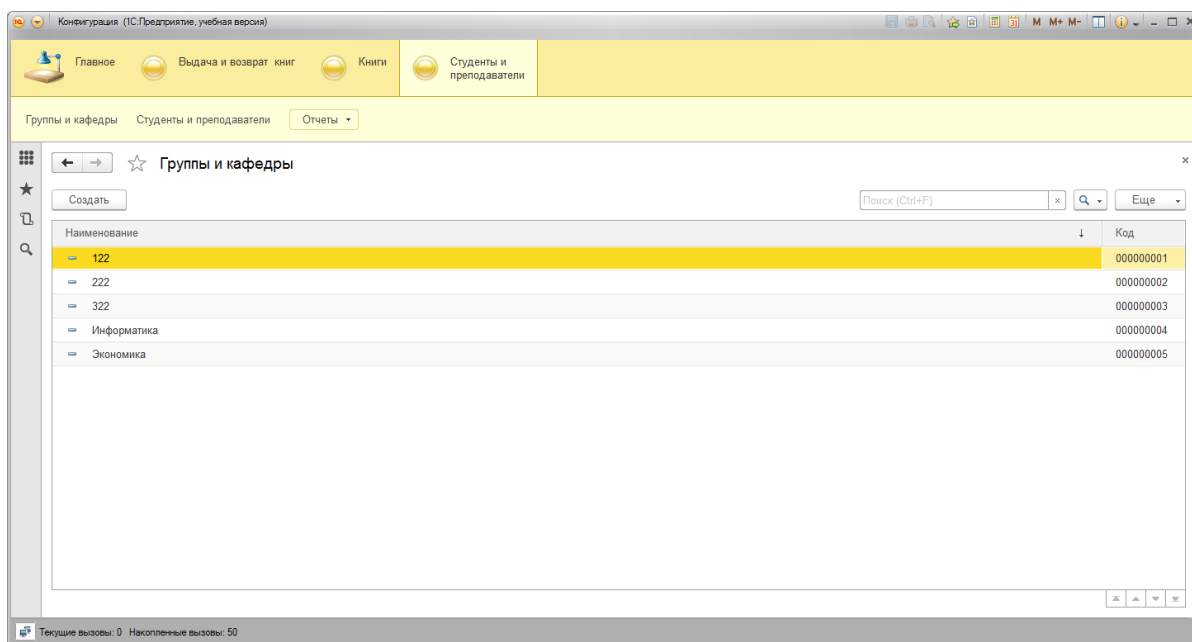 Конфигурация (1С:Предприятие, учебная версия)
M M+ M-
Главное
Выдача и возврат книг
Книги
Студенты и
преподаватели
Группы и кафедры Студенты и преподаватели Отчеты
Группы и кафедры
Создать Поиск (Ctrl+F) Еще
Наименование Код
122 000000001
222 000000002
322 000000003
Информатика 000000004
Экономика 000000005
Текущие вызовы: 0 Накопленные вызовы: 50